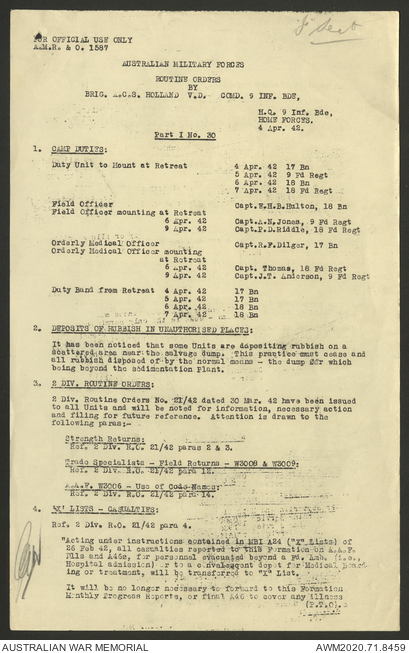 FOR OFFICIAL USE ONLY
A.M.R. & O. 1587
AUSTRALIAN MILITARY FORCES
ROUTINE ORDERS
BY
BRIG. A.C.S. HOLLAND V.D. COMD. 9 INF. BDE,
H.Q. 9 Inf. Bde,
HOME FORCES.
4 Apr. 42.
Part I No. 30
1. CAMP DUTIES:
Duty Unit to Mount at Retreat 4 Apr. 42 17 Bn
5 Apr. 42 9 Fd Regt
6 Apr. 42 18 Bn
7 Apr. 42 18 Fd Regt
Field Officer Capt.E.H.B.Hulton, 18 Bn
Field Officer mounting at Retreat
6 Apr. 42 Capt.A.N.Jones, 9 Fd Regt
9 Apr. 42 Capt.P.D.Riddle, 18 Fd Regt
Orderly Medical Officer Capt.R.F.Dilger, 17 Bn
Orderly Medical Officer mounting
at Retreat
6 Apr. 42 Capt. Thomas, 18 Fd Regt
9 Apr. 42 Capt.J.T. Anderson, 9 Fd Regt
Duty Band from Retreat 4 Apr. 42 17 Bn
5 Apr. 42 17 Bn
6 Apr. 42 18 Bn
7 Apr. 42 18 Bn
2. DEPOSITS OF RUBBISH IN UNAUTHORISED PLACES:
It has been noticed that some Units are depositing rubbish on a
scattered area near the salvage dump. This practice must cease and
all rubbish disposed of by the normal means - the dump for which
being beyond the sedimentation Plant.
3. 2 DIV. ROUTINE ORDERS:
2 Div. Routine Orders No. 21/42 dated 30 Mar. 42 have been issued
to all Units and will be noted for information, necessary action
and filing for future reference. Attention is drawn to the
following paras:-
Strength Returns:
Ref. 2 Div. R.O. 21/42 paras 2 & 3.
Trade Specialists - Field Returns - W3008 & W3009:
Ref. 2 Div. R.O. 21/42 para 12.
A.A.F. W3006 - Use of Code Names:
Ref. 2 Div. R.O. 21/42 para 14.
4. "X" LISTS - CASUALTIES:
Ref. 2 Div. R.O. 21/42 para 4.
"Acting under instructions contained in MBI A24 ("X"Lists) of
26 Feb 42, all casualties reported to this Formation on A.A.F.
and A46s, for personnel evacuated beyond a Fd. Amb. (i.e.,
Hospital admission) or to a convalescent depot for Medical Board
ing or treatment, will be transferred to "X" List.
It will be no longer necessary to forward to this Formation
Monthly Progress Reports, or final A46 to cover any illness
(P.T.O).
AUSTRALIAN WAR MEMORIAL
AWM2020.71.8459